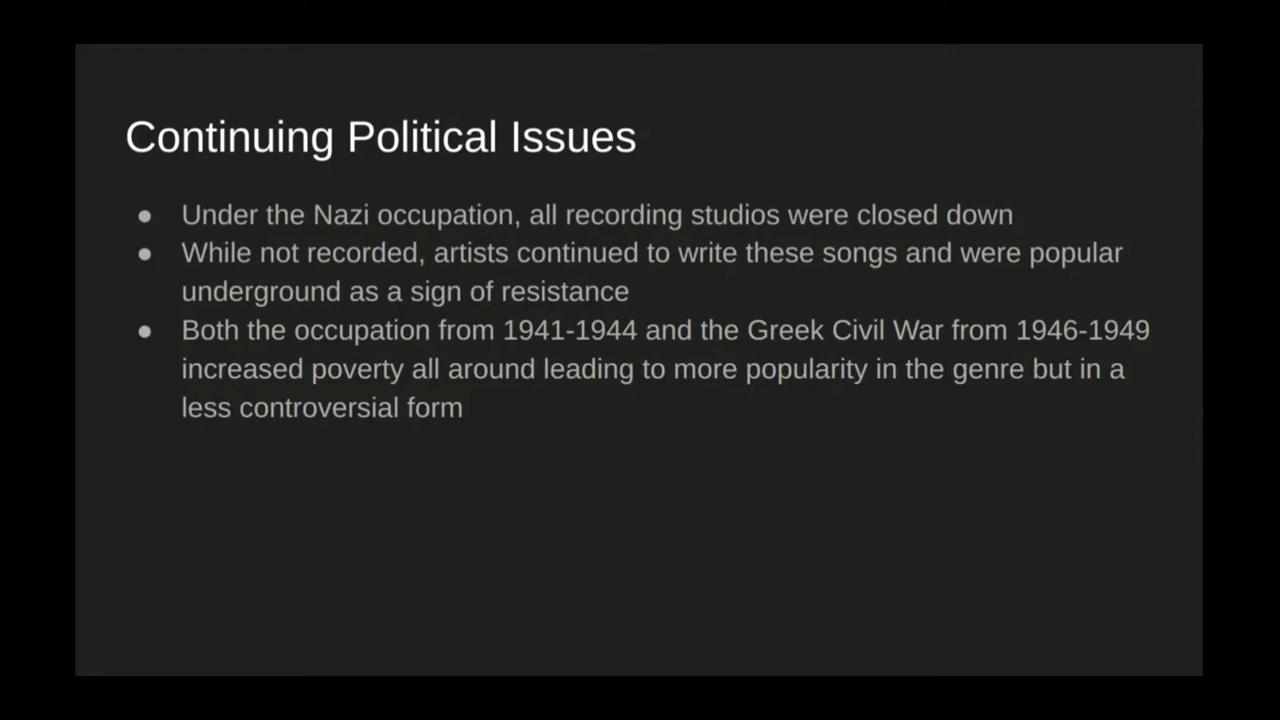 Continuing Political Issues
● Under the Nazi occupation, all recording studios were closed down
● While not recorded, artists continued to write these songs and were popular
underground as a sign of resistance
● Both the occupation from 1941-1944 and the Greek Civil War from 1946-1949
increased poverty all around leading to more popularity in the genre but in a
less controversial form